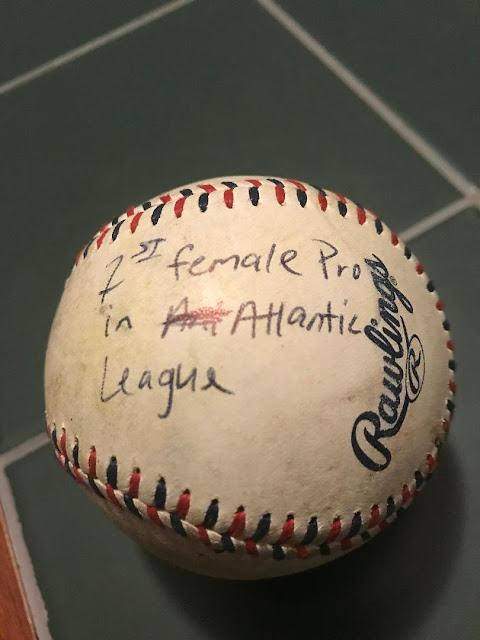 1st female Pro
in Atlantic
League
Rawlings
R